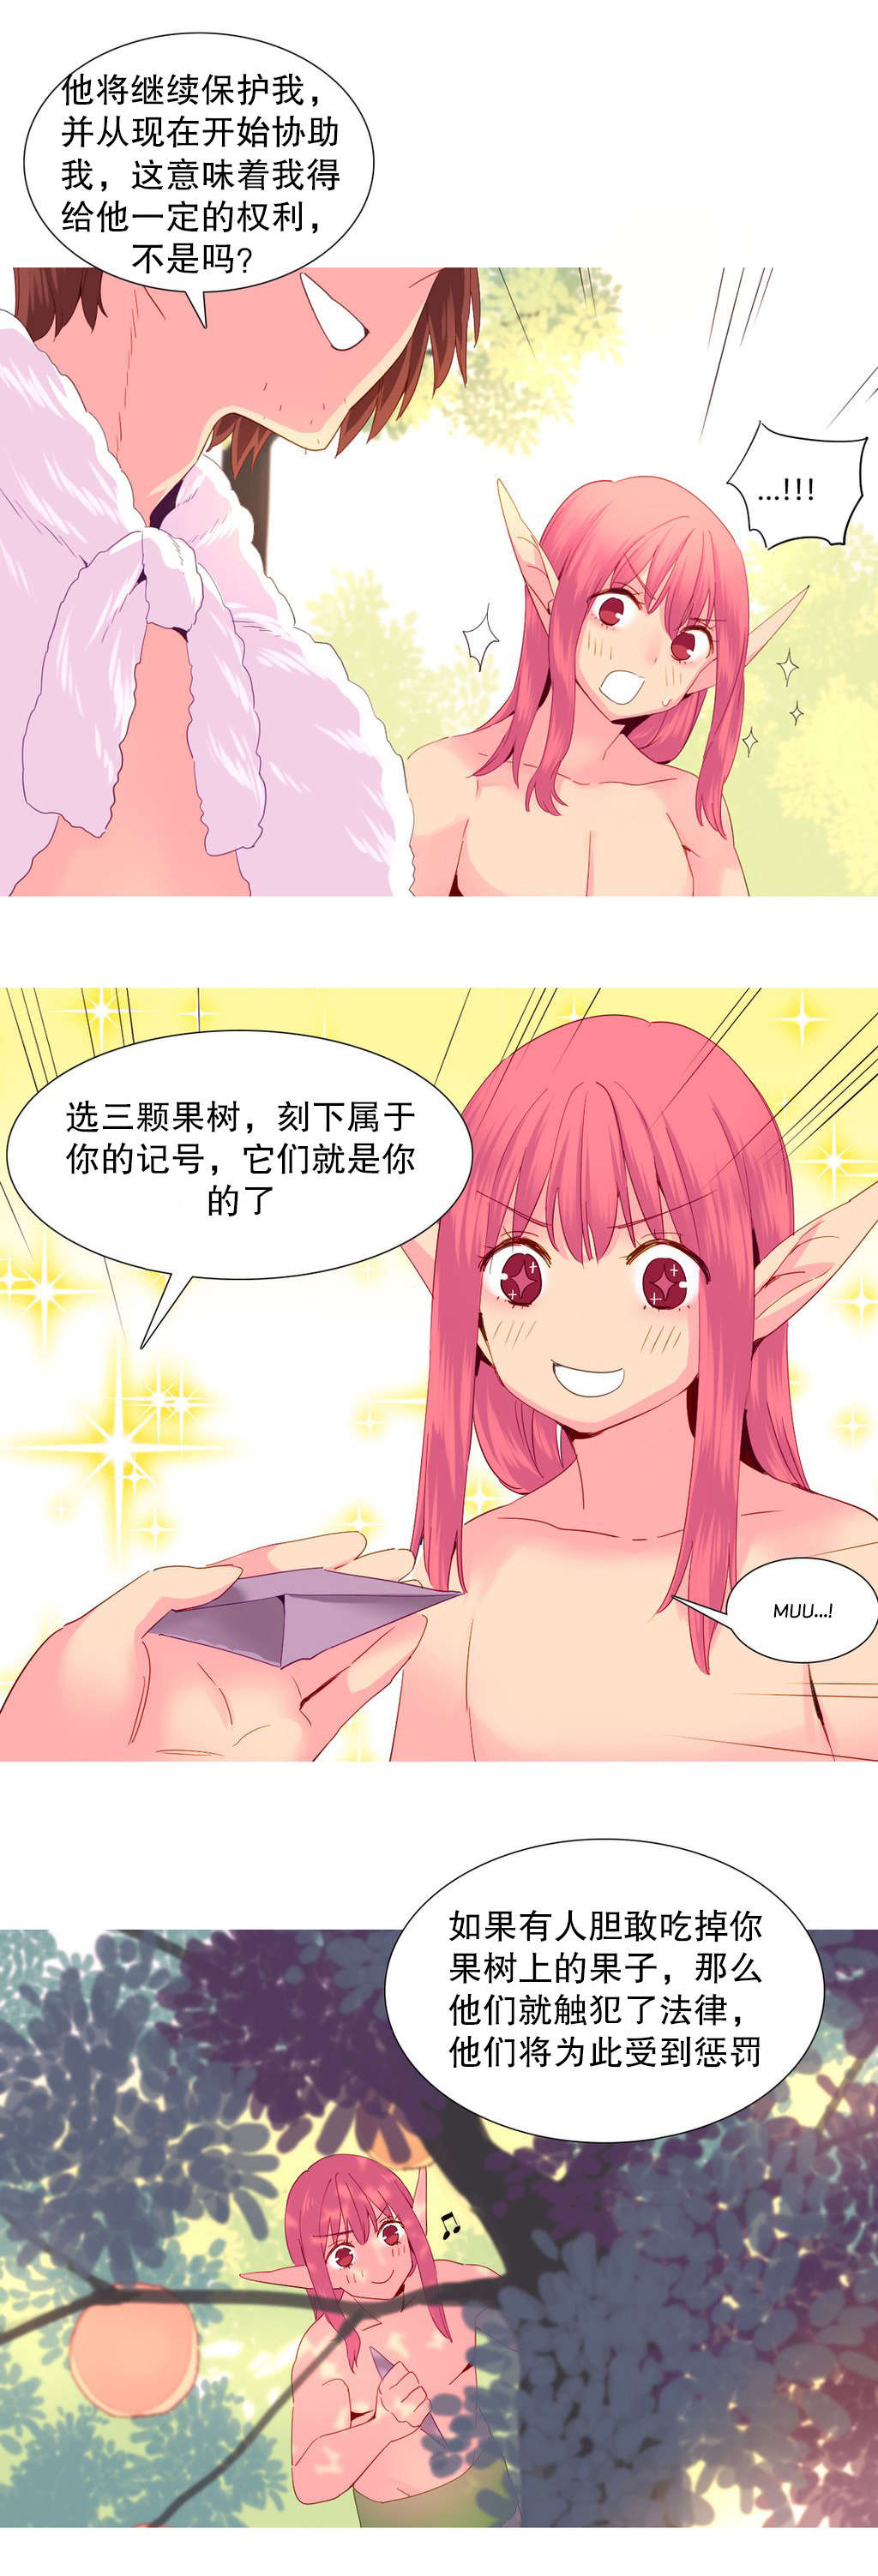 他将继续保护我，
并从现在开始协助
我，这意味着我得
给他一定的权利，
不是吗？
...!!!
选三颗果树，刻下属于
你的记号，它们就是你
的了
MUU...!
如果有人胆敢吃掉你
果树上的果子，那么
他们就触犯了法律，
他们将为此受到惩罚